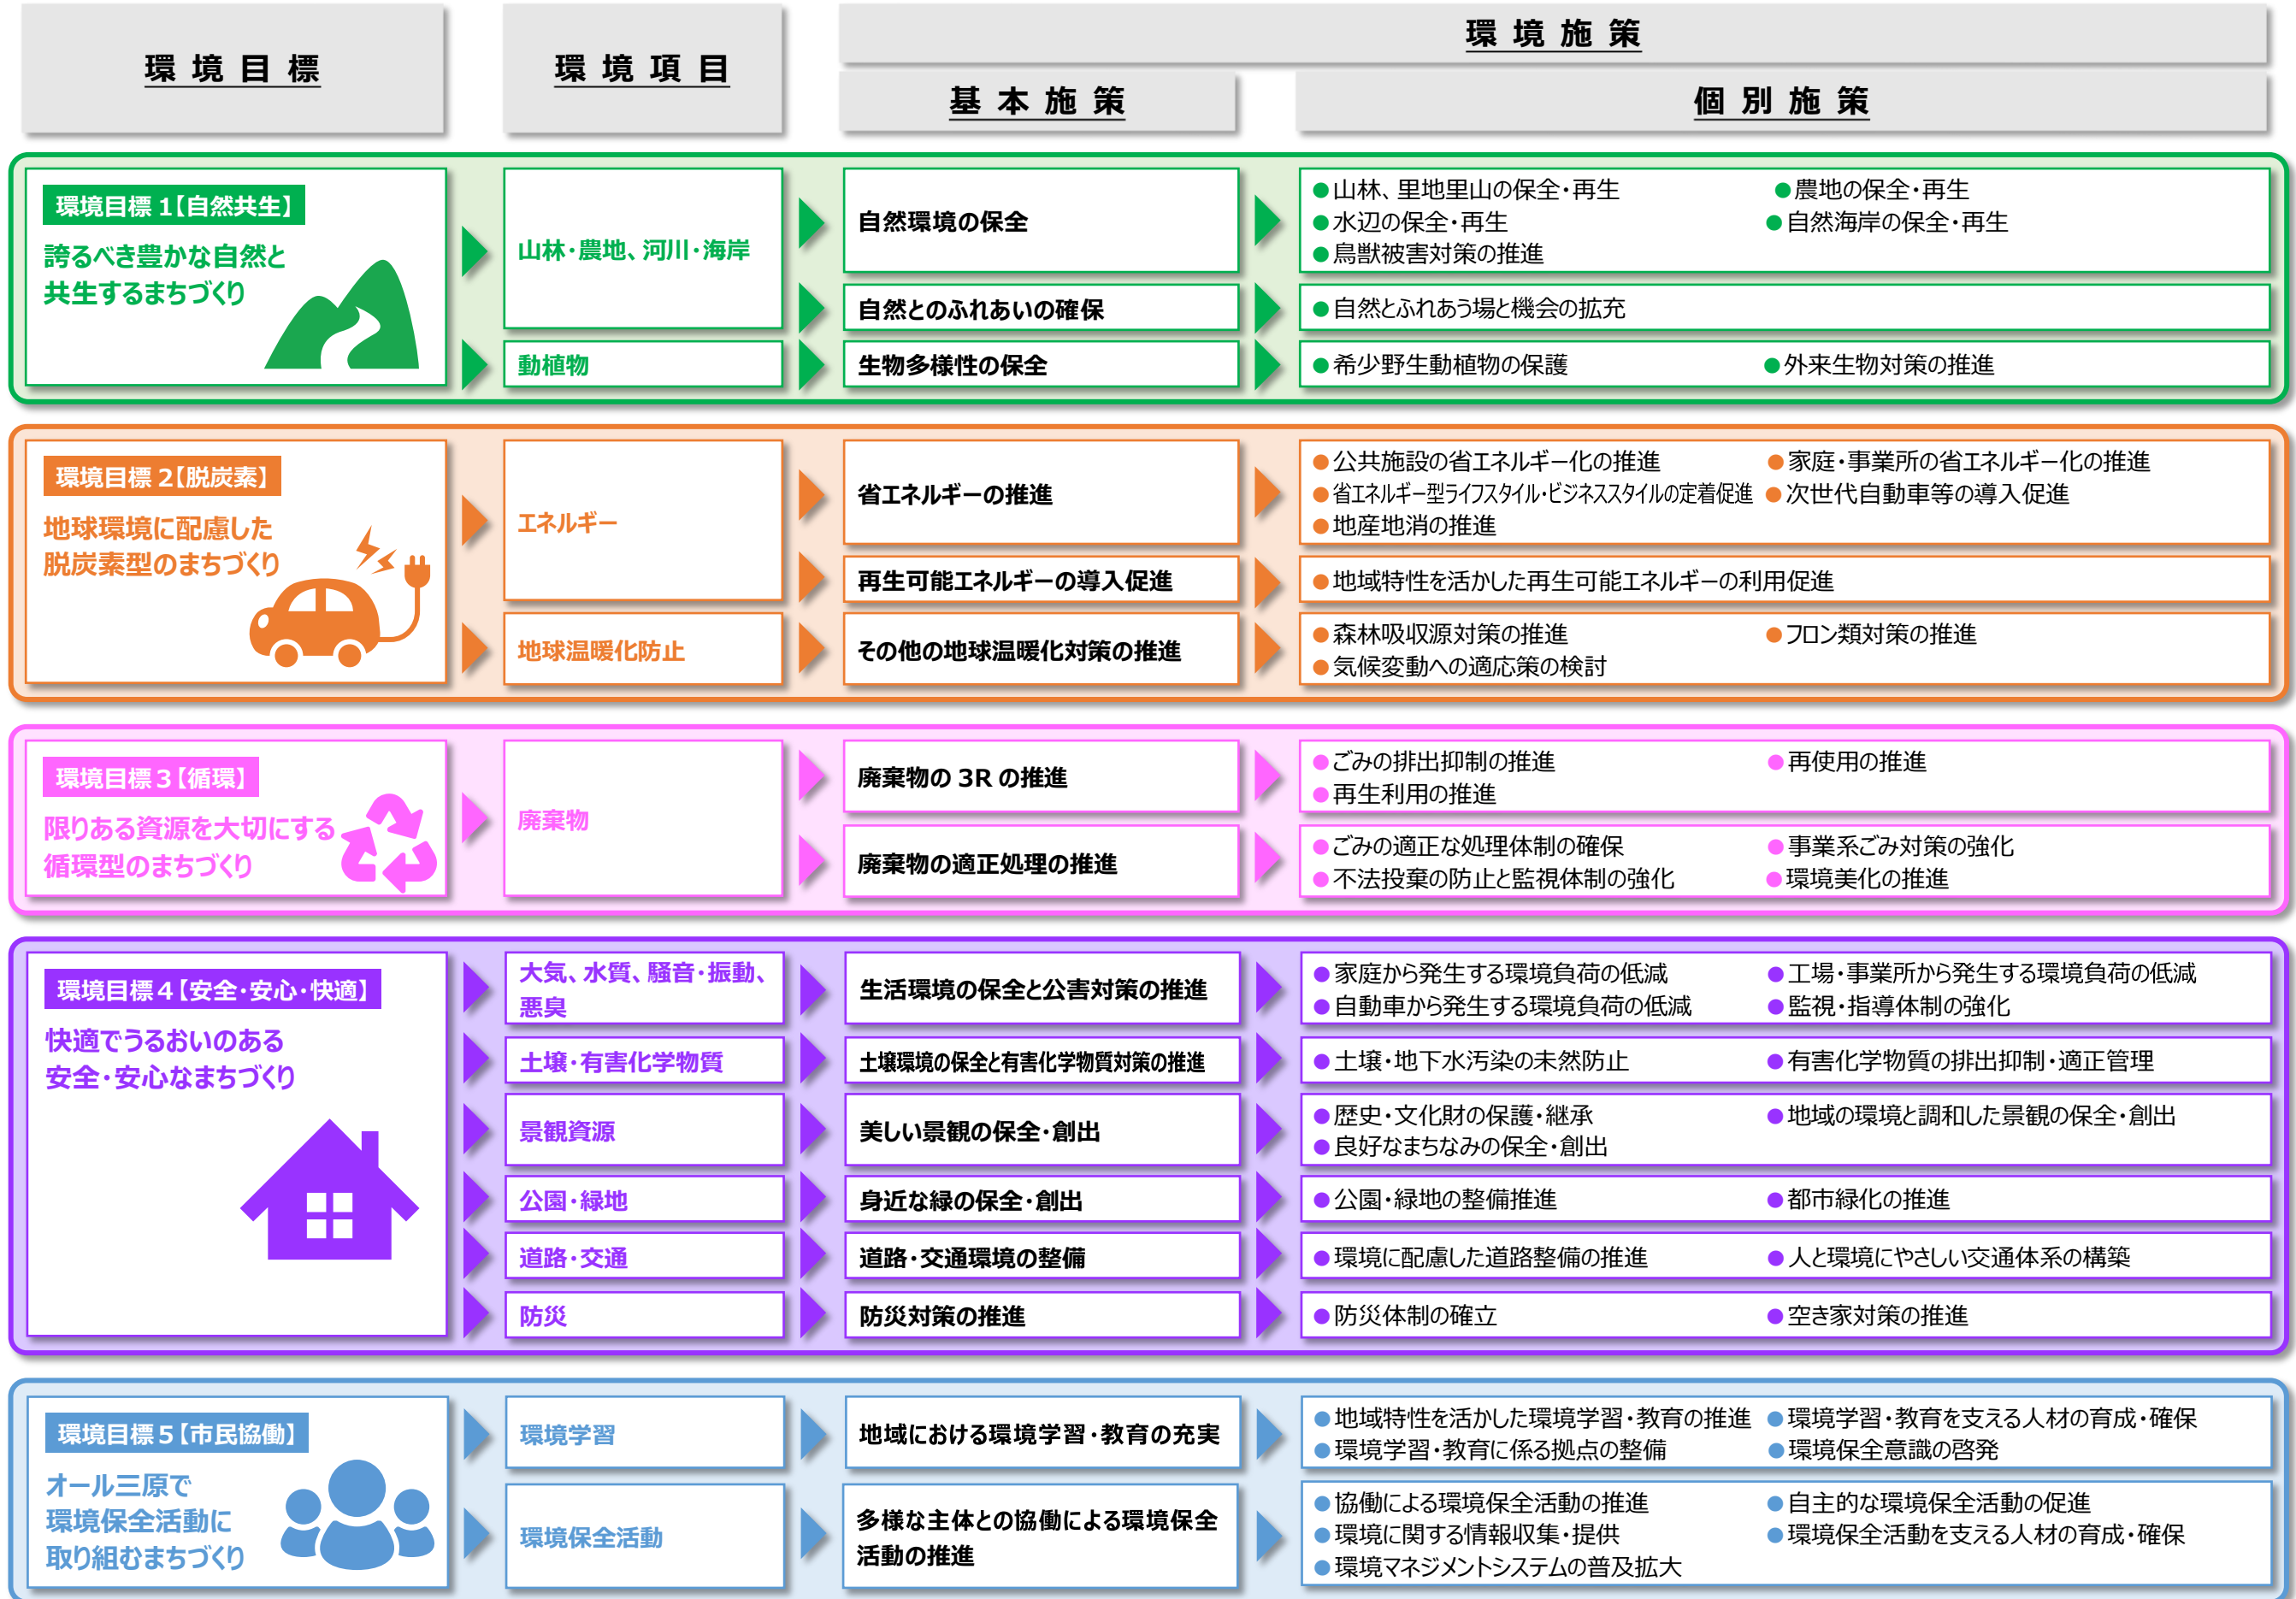 環境目標
環境項目
環境施策
基本施策
個別施策
環境目標1【自然共生】
誇るべき豊かな自然と
共生するまちづくり
山林・農地、河川・海岸
自然環境の保全
●山林、里地里山の保全・再生
●農地の保全・再生
●水辺の保全・再生
●自然海岸の保全・再生
●鳥獣被害対策の推進
自然とのふれあいの確保
●自然とふれあう場と機会の拡充
動植物
生物多様性の保全
●希少野生動植物の保護
●外来生物対策の推進
環境目標2【脱炭素】
地球環境に配慮した
脱炭素型のまちづくり
エネルギー
省エネルギーの推進
●公共施設の省エネルギー化の推進
●家庭・事業所の省エネルギー化の推進
●省エネルギー型ライフスタイル・ビジネススタイルの定着促進
●次世代自動車等の導入促進
●地産地消の推進
再生可能エネルギーの導入促進
●地域特性を活かした再生可能エネルギーの利用促進
地球温暖化防止
その他の地球温暖化対策の推進
●森林吸収源対策の推進
●フロン類対策の推進
●気候変動への適応策の検討
環境目標3【循環】
限りある資源を大切にする
循環型のまちづくり
廃棄物
廃棄物の3Rの推進
●ごみの排出抑制の推進
●再使用の推進
●再生利用の推進
廃棄物の適正処理の推進
●ごみの適正な処理体制の確保
●事業系ごみ対策の強化
●不法投棄の防止と監視体制の強化
●環境美化の推進
環境目標4【安全・安心・快適】
快適でうるおいのある
安全・安心なまちづくり
大気、水質、騒音・振動、
悪臭
生活環境の保全と公害対策の推進
●家庭から発生する環境負荷の低減
●工場・事業所から発生する環境負荷の低減
●自動車から発生する環境負荷の低減
●監視・指導体制の強化
土壌・有害化学物質
土壌環境の保全と有害化学物質対策の推進
●土壌・地下水汚染の未然防止
●有害化学物質の排出抑制・適正管理
景観資源
美しい景観の保全・創出
●歴史・文化財の保護・継承
●地域の環境と調和した景観の保全・創出
●良好なまちなみの保全・創出
公園・緑地
身近な緑の保全・創出
●公園・緑地の整備推進
●都市緑化の推進
道路・交通
道路・交通環境の整備
●環境に配慮した道路整備の推進
●人と環境にやさしい交通体系の構築
防災
防災対策の推進
●防災体制の確立
●空き家対策の推進
環境目標5【市民協働】
オール三原で
環境保全活動に
取り組むまちづくり
環境学習
地域における環境学習・教育の充実
●地域特性を活かした環境学習・教育の推進
●環境学習・教育を支える人材の育成・確保
●環境学習・教育に係る拠点の整備
●環境保全意識の啓発
環境保全活動
多様な主体との協働による環境保全
活動の推進
●協働による環境保全活動の推進
●自主的な環境保全活動の促進
●環境に関する情報収集・提供
●環境保全活動を支える人材の育成・確保
●環境マネジメントシステムの普及拡大